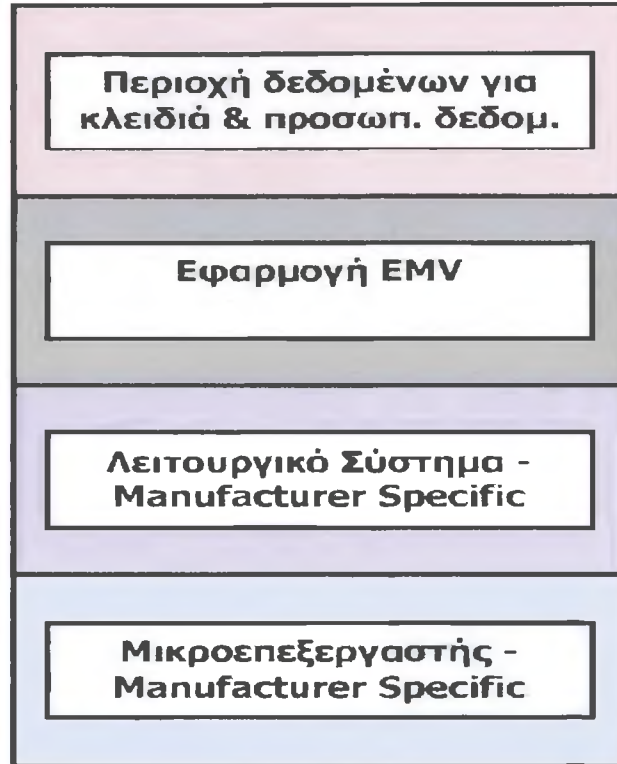 Περιοχή δεδομένων για
κλειδιά & προσωπ. δεδομ.
Εφαρμογή EMV
Λειτουργικό Σύστημα -
Manufacturer Specific
Μικροεπεξεργαστής -
Manufacturer Specific